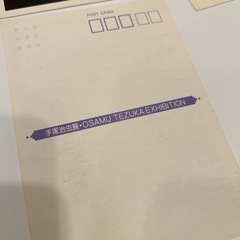 POST CARD
手塚治虫展・OSAMU TEZUKA EXHIBITION